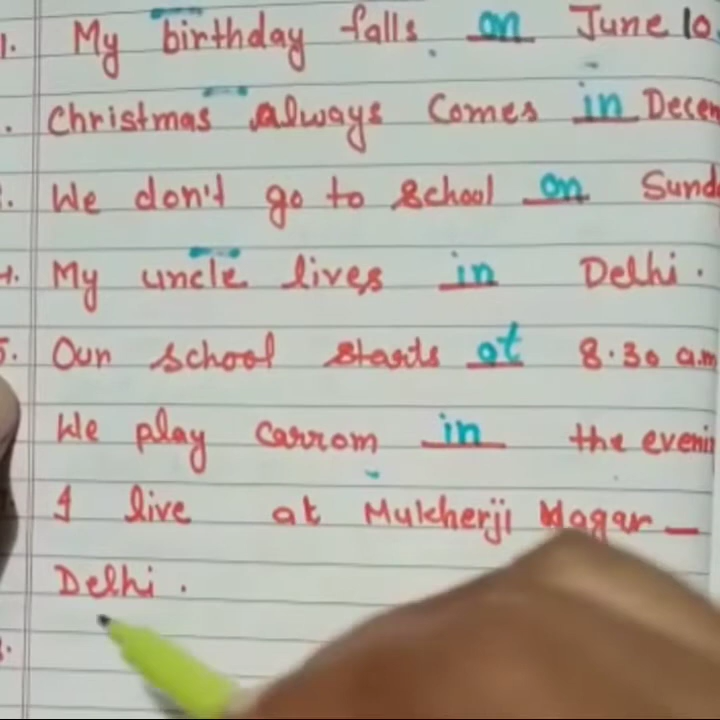 1. My birthday falls on June 10
. Christmas always comes in Decem
. We don't go to school on Sund
4. My uncle lives in Delhi.
5. Our school starts at 8.30 a.m
We play carrom in the eveni
I live at Mukherji Nagar _
Delhi.